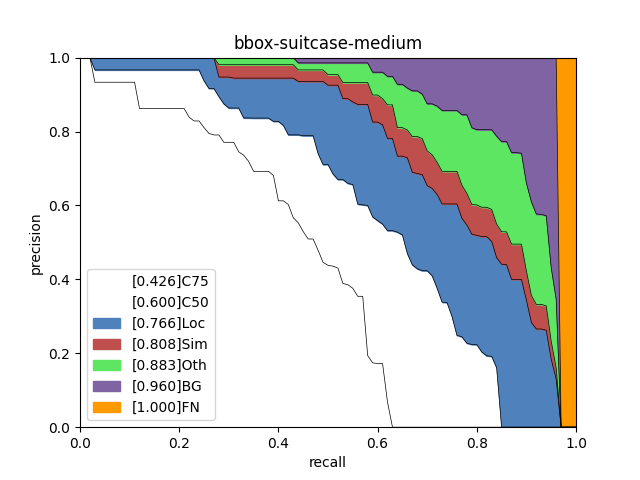 bbox-suitcase-medium
precision
1.0
0.8
0.6
0.4
0.2
0.0
[0.426]C75
[0.600]C50
[0.766]Loc
[0.808]Sim
[0.883]Oth
[0.960]BG
[1.000]FN
0.0 0.2 0.4 0.6 0.8 1.0
recall